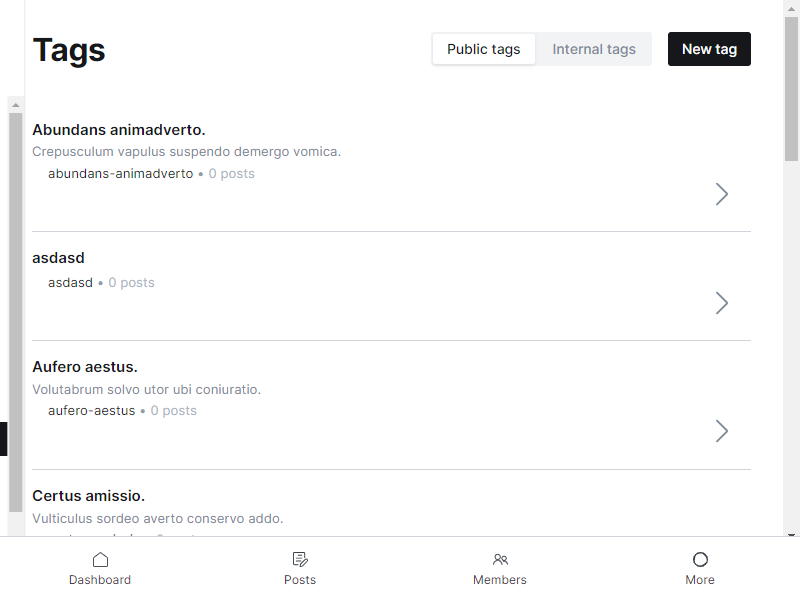 Tags
Public tags
Internal tags
New tag
Abundans animadverto.
Crepusculum vapulus suspendo demergo vomica.
abundans-animadverto • 0 posts
asdasd
asdasd • 0 posts
Aufero aestus.
Volutabrum solvo utor ubi coniuratio.
aufero-aestus • 0 posts
Certus amissio.
Vulticulus sordeo averto conservo addo.
Dashboard
Posts
Members
More